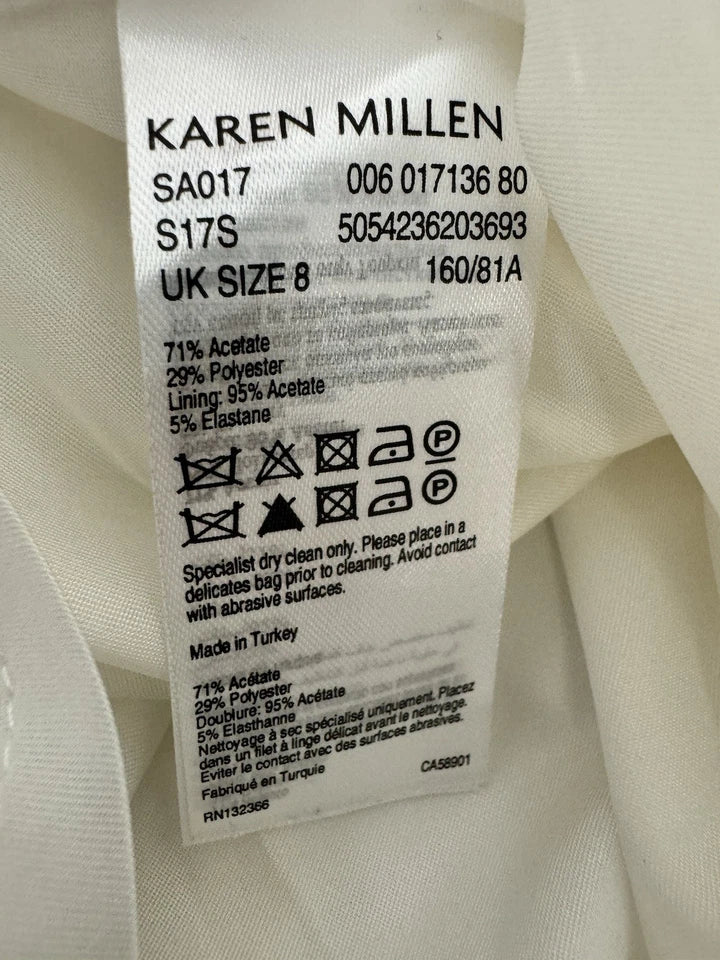 KAREN MILLEN
SA017 006 017136 80
S17S 5054236203693
UK SIZE 8 160/81A
71% Acetate
29% Polyester
Lining: 95% Acetate
5% Elastane
Specialist dry clean only. Please place in a
delicates bag prior to cleaning. Avoid contact
with abrasive surfaces.
Made in Turkey
71% Acétate
29% Polyester
Doublure: 95% Acétate
5% Elasthanne
Nettoyage à sec spécialisé uniquement. Placez
dans un filet à linge délicat avant le nettoyage.
Eviter le contact avec des surfaces abrasives.
Fabriqué en Turquie
CA58901
RN132366